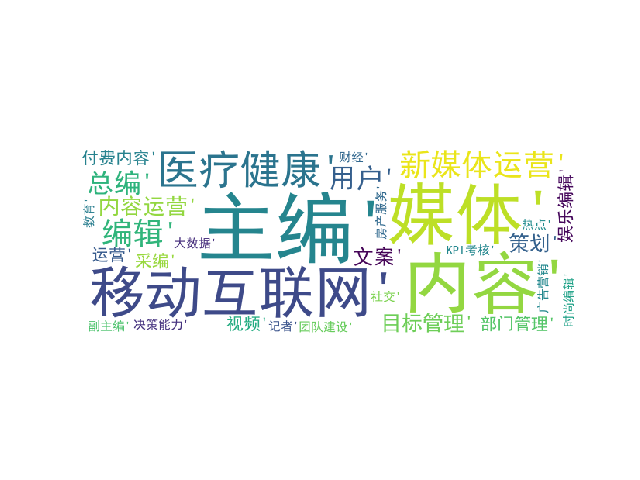 付费内容'
医疗健康'
财经'
新媒体运营'
总编'
用户'
娱乐编辑'
内容运营'
教育'
主编'
房产服务'
媒体'
热点'
编辑'
大数据'
策划'
运营'
采编'
文案'
KPI考核'
内容'
广告营销'
移动互联网'
社交'
时尚编辑
副主编'
决策能力'
视频'
记者'
团队建设'
目标管理'
部门管理'